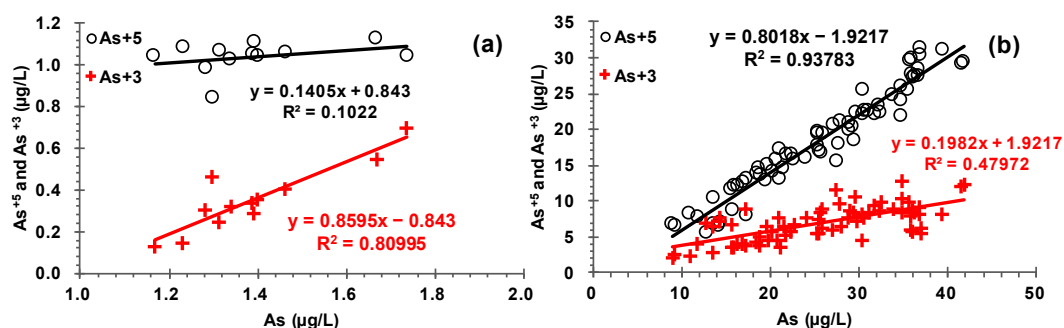 As+5
As+3
(a)
y = 0.1405x + 0.843
R² = 0.1022
y = 0.8595x − 0.843
R² = 0.80995
As⁺⁵ and As ⁺³ (µg/L)
1.2
1.0
0.8
0.6
0.4
0.2
0.0
1.0 1.2 1.4 1.6 1.8 2.0
As (µg/L)
As+5
As+3
(b)
y = 0.8018x − 1.9217
R² = 0.93783
y = 0.1982x + 1.9217
R² = 0.47972
As⁺⁵ and As ⁺³ (µg/L)
35
30
25
20
15
10
5
0
0 10 20 30 40 50
As (µg/L)